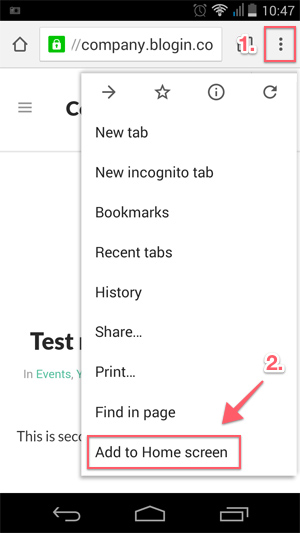 10:47
//company.blogin.co
1.
Co
New tab
New incognito tab
Bookmarks
Recent tabs
History
Share...
Test
Print...
In Events, Y
Find in page
2.
This is seco
Add to Home screen